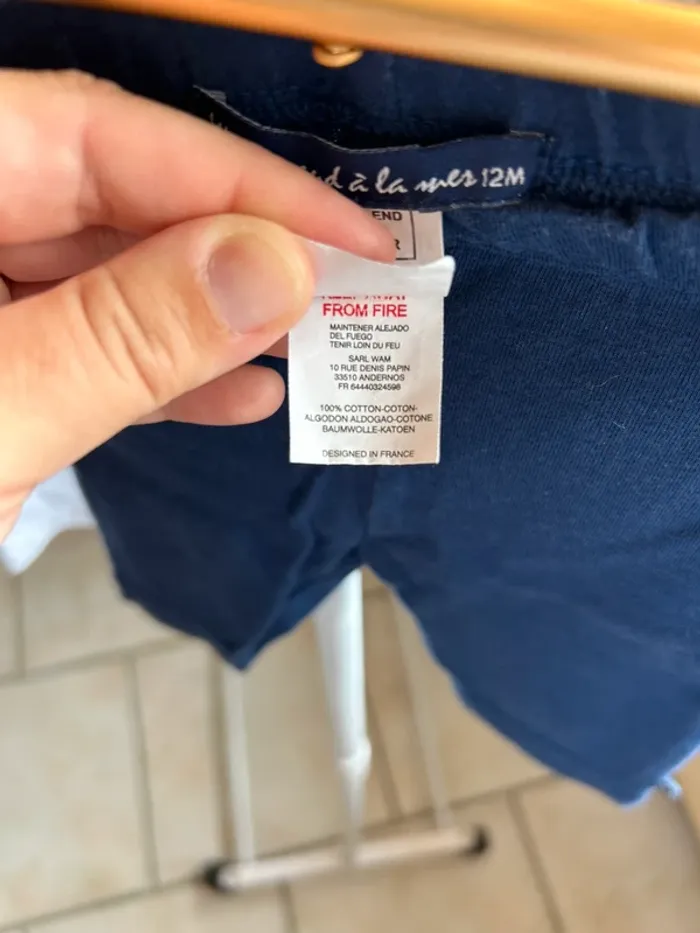 à la mer 12M
END
R
FROM FIRE
MAINTENER ALEJADO
DEL FUEGO
TENIR LOIN DU FEU
SARL WAM
10 RUE DENIS PAPIN
33510 ANDERNOS
FR 64440324598
100% COTTON-COTON-
ALGODON ALDOGAO-COTONE
BAUMWOLLE-KATOEN
DESIGNED IN FRANCE